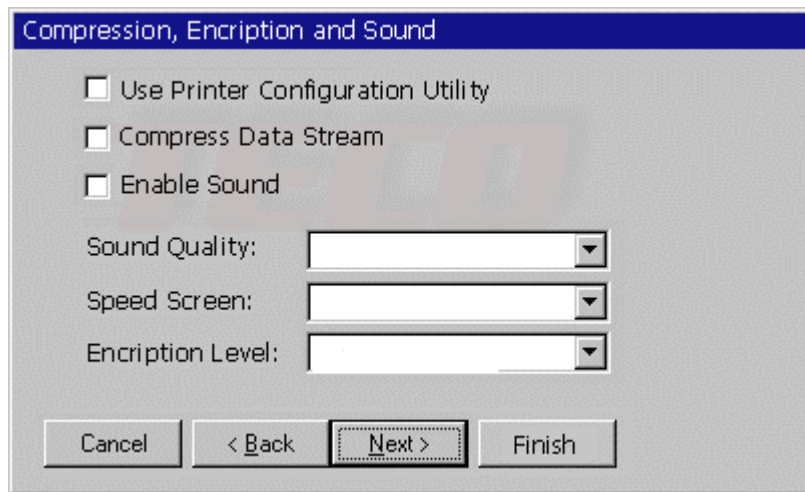 Compression, Encription and Sound
Use Printer Configuration Utility
Compress Data Stream
Enable Sound
TECO
Sound Quality:
Speed Screen:
Encription Level:
Cancel < Back Next > Finish